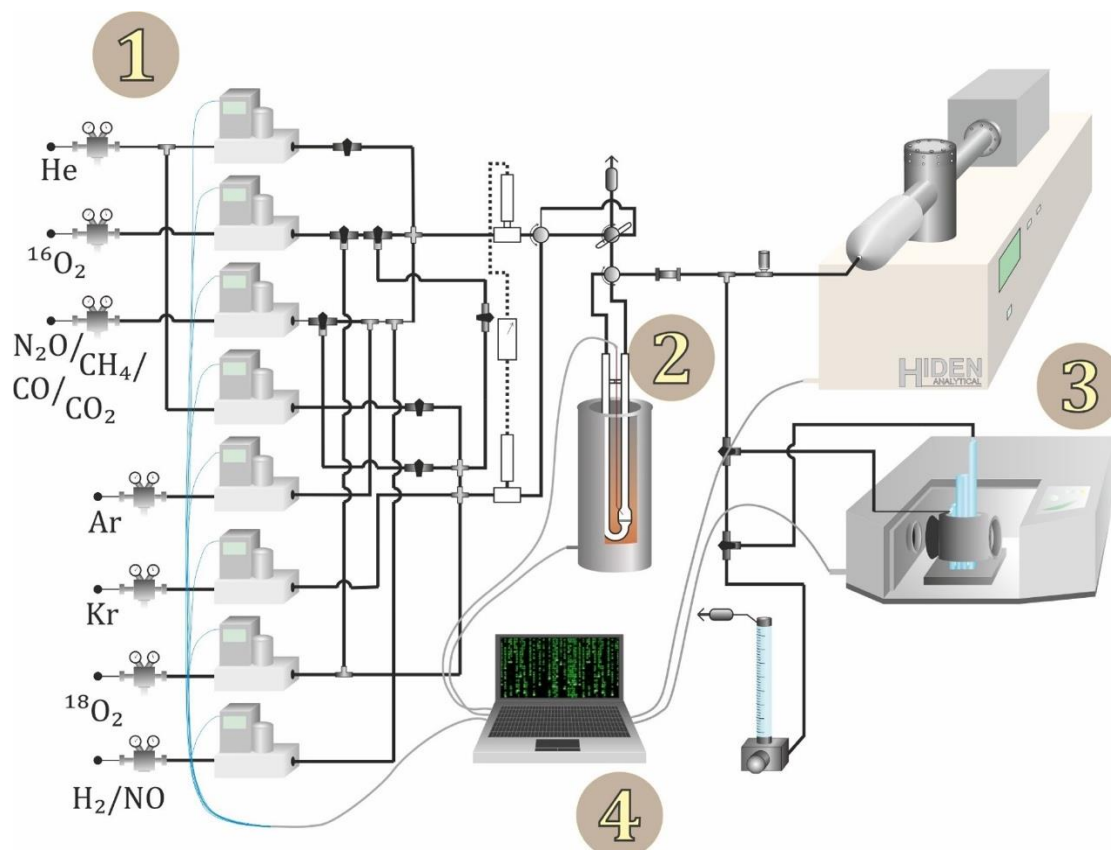 1
He
¹⁶O₂
N₂O/CH₄/
CO/CO₂
Ar
Kr
¹⁸O₂
H₂/NO
2
HIDEN
ANALYTICAL
3
4